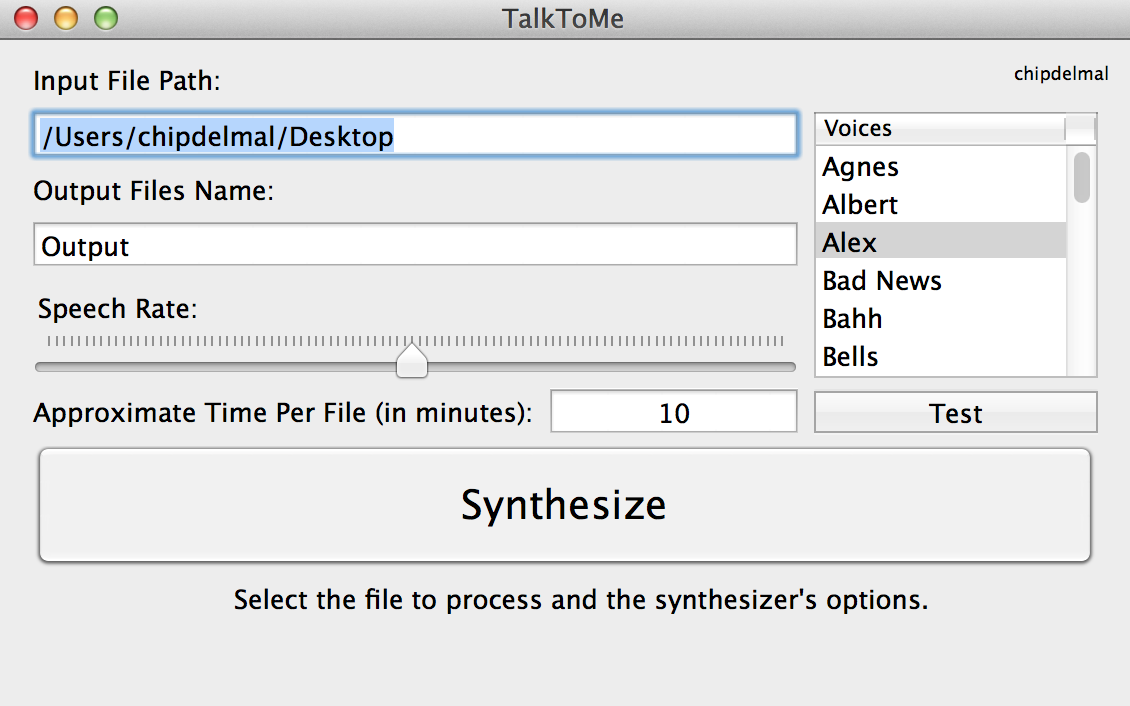 TalkToMe
Input File Path:
chipdelmal
/Users/chipdelmal/Desktop
Output Files Name:
Output
Speech Rate:
Approximate Time Per File (in minutes):
10
Voices
Agnes
Albert
Alex
Bad News
Bahh
Bells
Test
Synthesize
Select the file to process and the synthesizer's options.